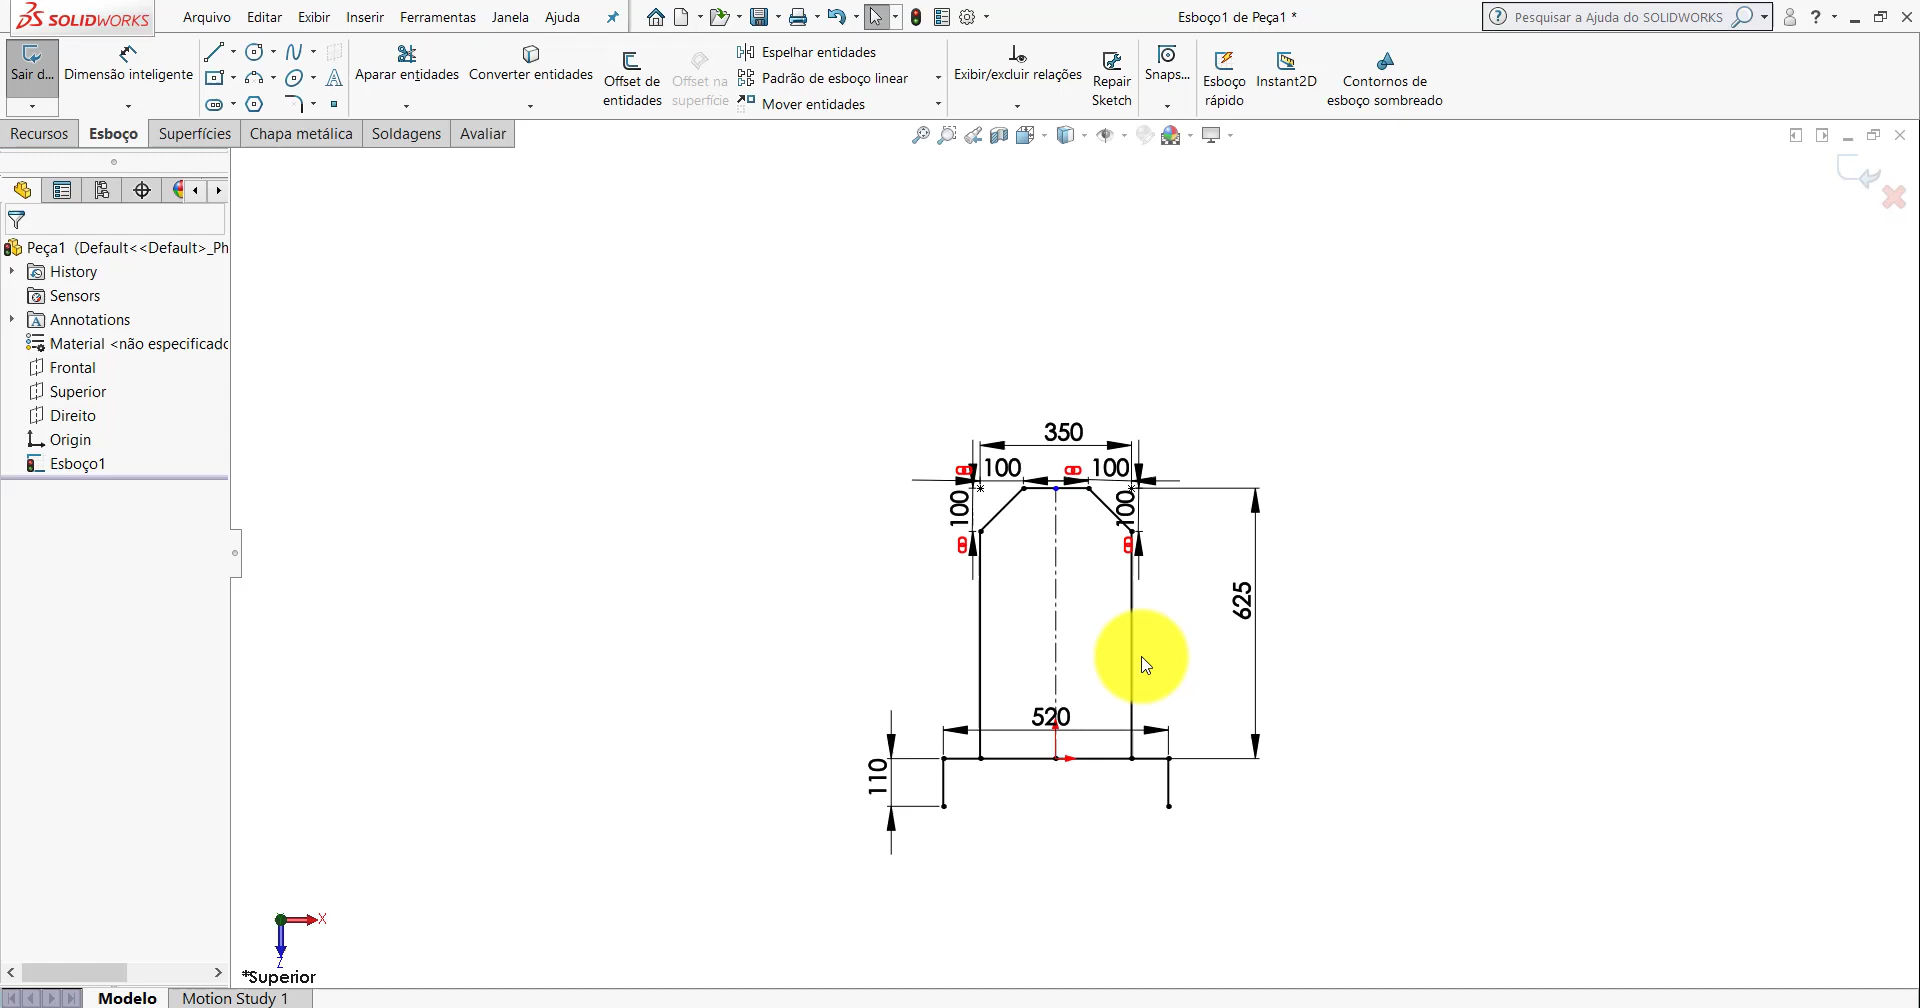 SOLIDWORKS
Arquivo Editar Exibir Inserir Ferramentas Janela Ajuda
Esboço1 de Peça1 *
Pesquisar a Ajuda do SOLIDWORKS
Sair d...
Dimensão inteligente
Aparar entidades
Converter entidades
Offset de entidades
Offset na superfície
Espelhar entidades
Padrão de esboço linear
Mover entidades
Exibir/excluir relações
Repair Sketch
Snaps...
Esboço rápido
Instant2D
Contornos de esboço sombreado
Recursos Esboço Superfícies Chapa metálica Soldagens Avaliar
Peça1 (Default<<Default>_Ph
History
Sensors
Annotations
Material <não especificado
Frontal
Superior
Direito
Origin
Esboço1
350
100 100
100 100
625
520
110
X
Z
*Superior
Modelo Motion Study 1